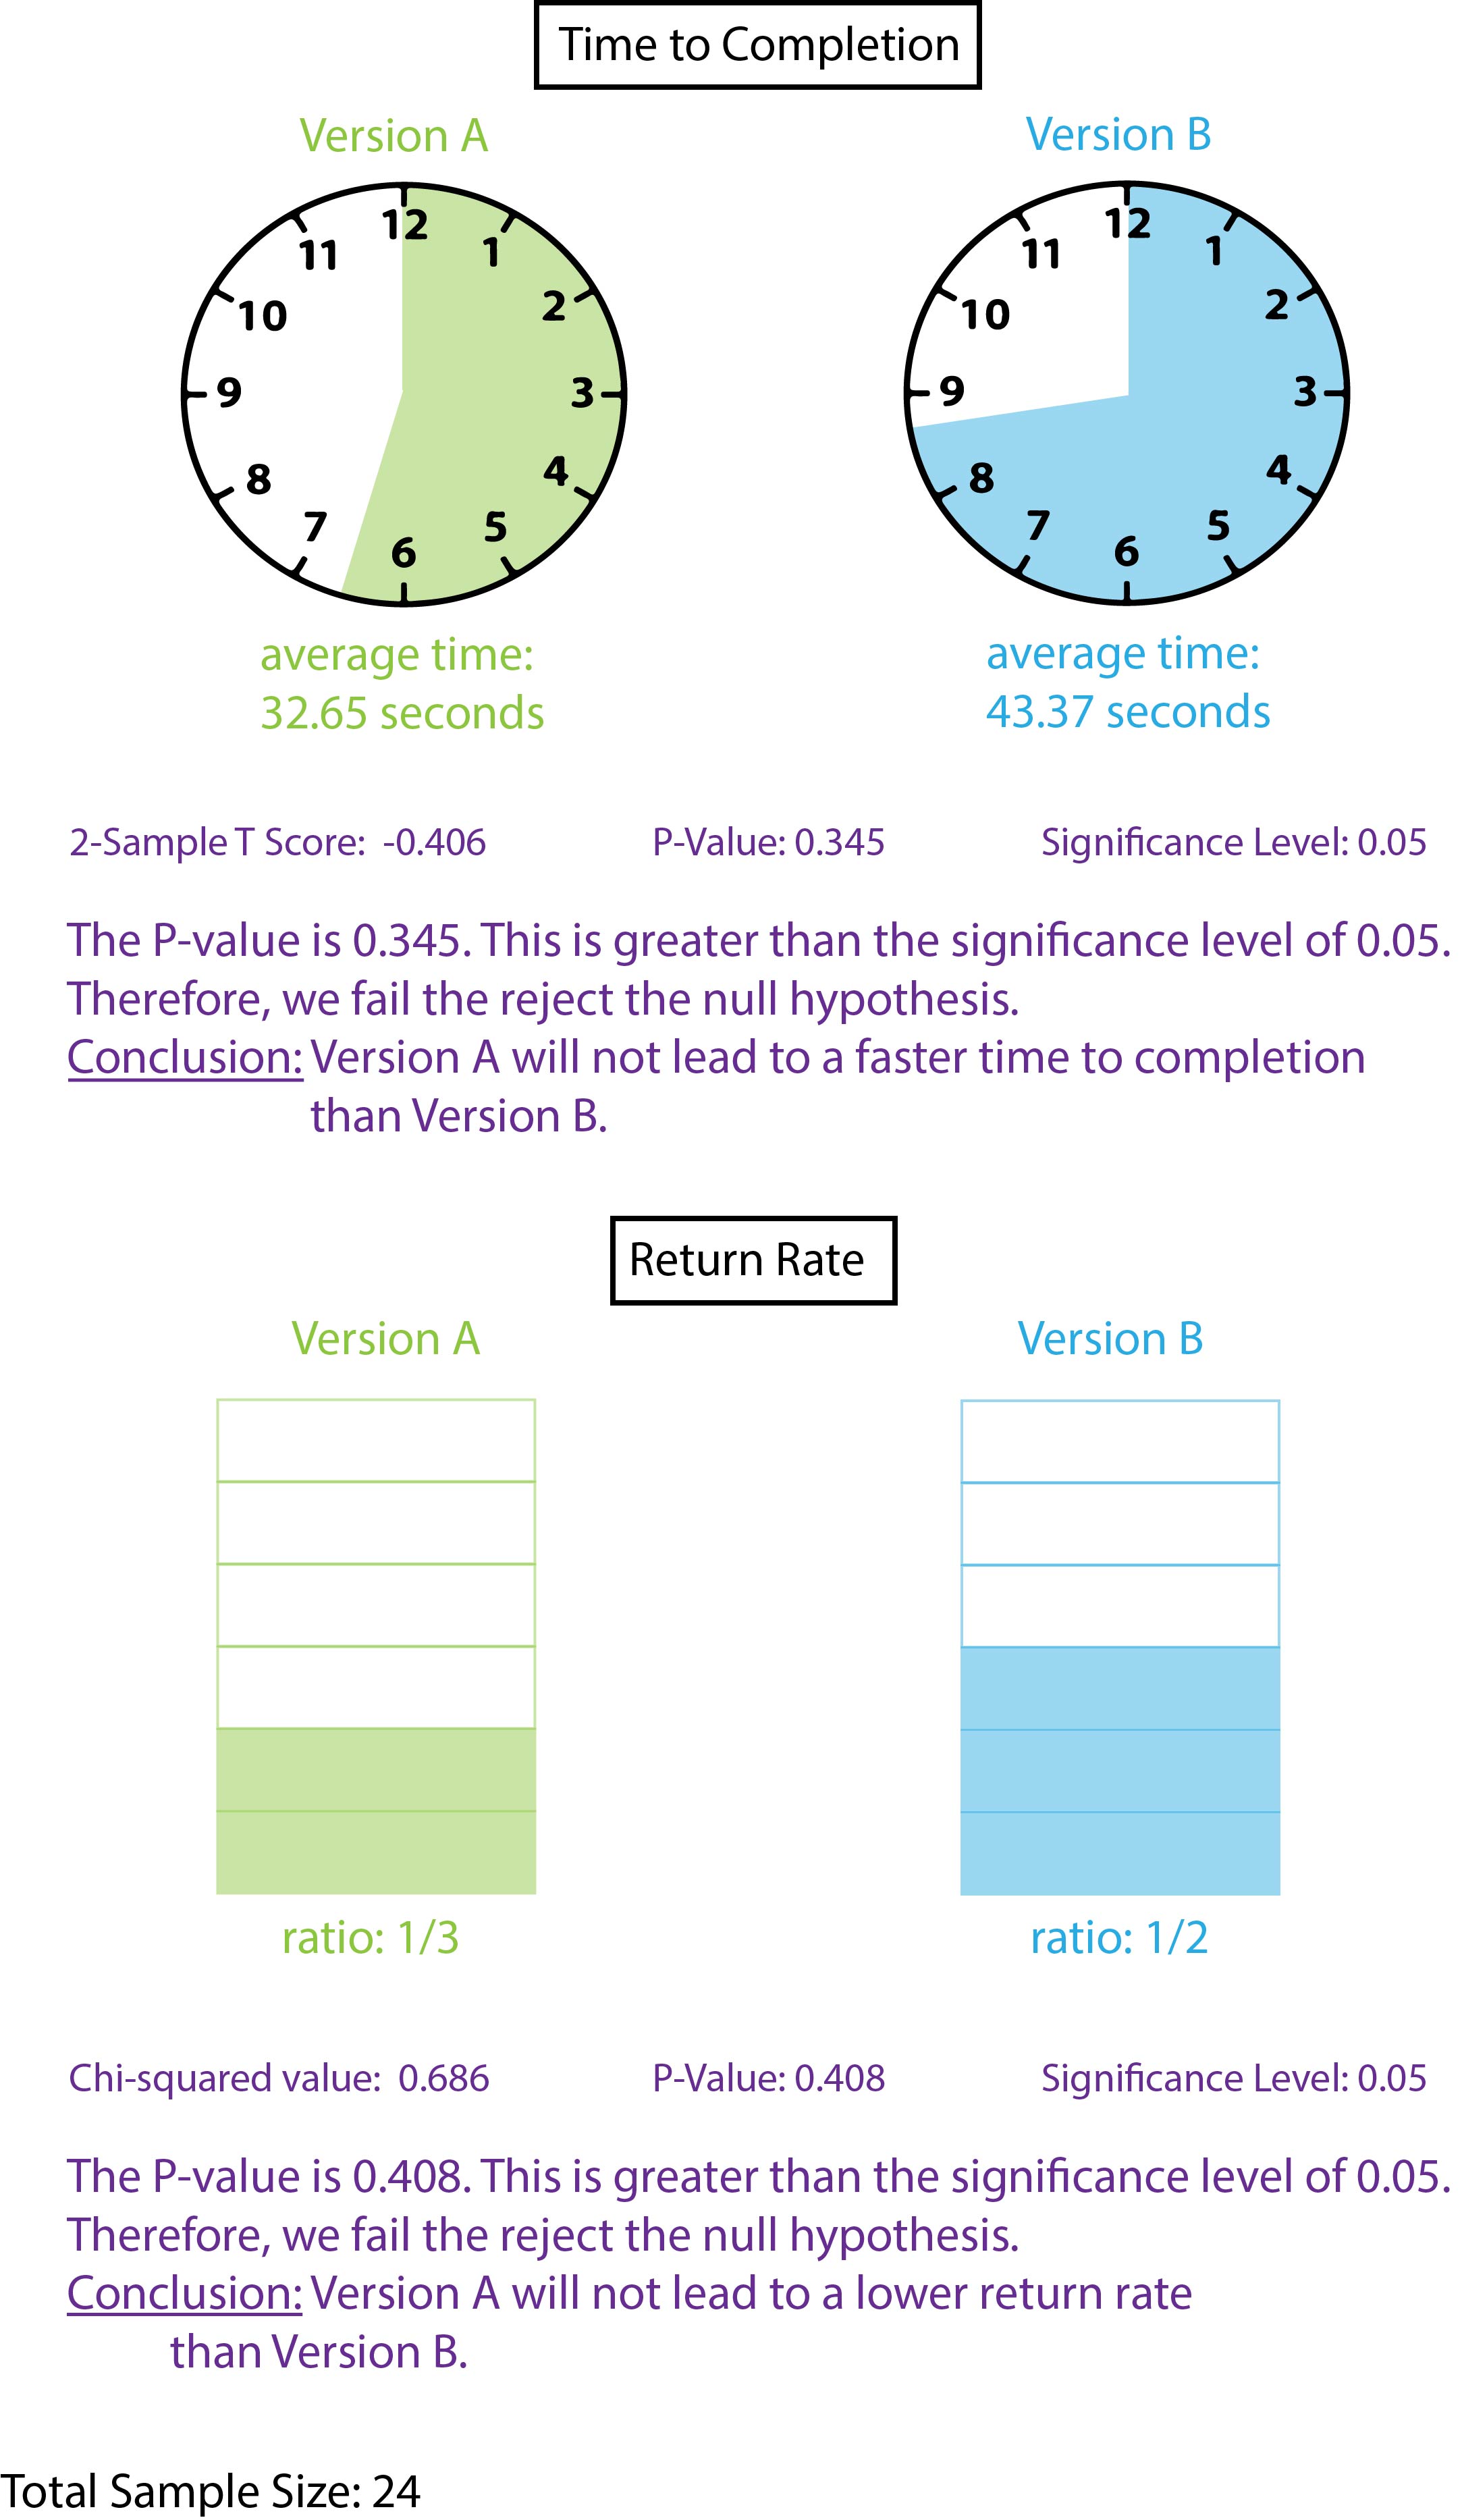 Time to Completion
Version A
Version B
12
1
2
3
4
5
6
7
8
9
10
11
12
1
2
3
4
5
6
7
8
9
10
11
average time:
32.65 seconds
average time:
43.37 seconds
2-Sample T Score: -0.406
P-Value: 0.345
Significance Level: 0.05
The P-value is 0.345. This is greater than the significance level of 0.05.
Therefore, we fail the reject the null hypothesis.
Conclusion: Version A will not lead to a faster time to completion
than Version B.
Return Rate
Version A
Version B
ratio: 1/3
ratio: 1/2
Chi-squared value: 0.686
P-Value: 0.408
Significance Level: 0.05
The P-value is 0.408. This is greater than the significance level of 0.05.
Therefore, we fail the reject the null hypothesis.
Conclusion: Version A will not lead to a lower return rate
than Version B.
Total Sample Size: 24